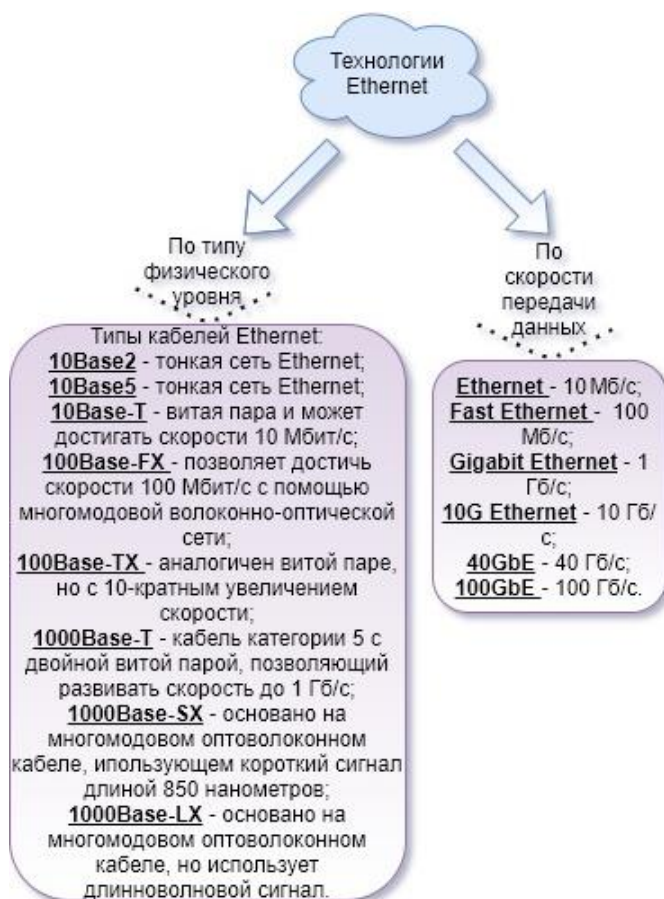 Технологии
Ethernet
По типу
физического
уровня
Типы кабелей Ethernet:
10Base2 - тонкая сеть Ethernet;
10Base5 - тонкая сеть Ethernet;
10Base-T - витая пара и может
достигать скорости 10 Мбит/с;
100Base-FX - позволяет достичь
скорости 100 Мбит/с с помощью
многомодовой волоконно-оптической
сети;
100Base-TX - аналогичен витой паре,
но с 10-кратным увеличением
скорости;
1000Base-T - кабель категории 5 с
двойной витой парой, позволяющий
развивать скорость до 1 Гб/с;
1000Base-SX - основано на
многомодовом оптоволоконном
кабеле, ипользующем короткий сигнал
длиной 850 нанометров;
1000Base-LX - основано на
многомодовом оптоволоконном
кабеле, но использует
длинноволновой сигнал.
По
скорости
передачи
данных
Ethernet - 10 Мб/с;
Fast Ethernet - 100
Мб/с;
Gigabit Ethernet - 1
Гб/с;
10G Ethernet - 10 Гб/
с;
40GbE - 40 Гб/с;
100GbE - 100 Гб/с.